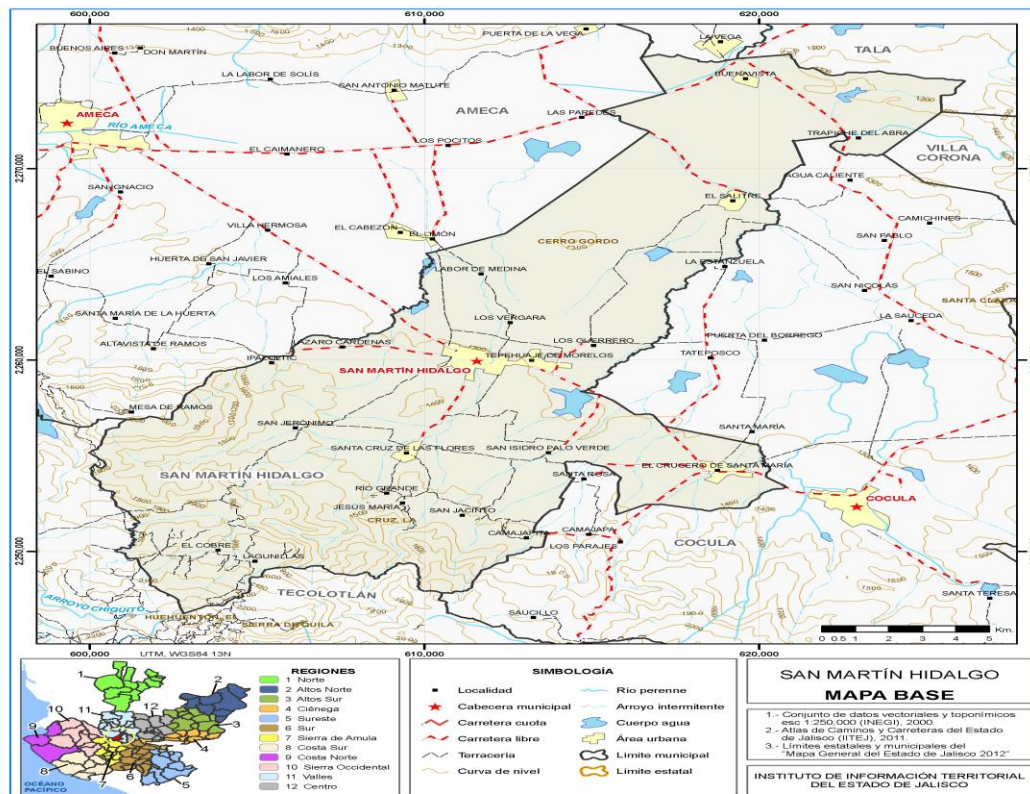 600,000 610,000 620,000
PUERTA DE LA VEGA
LA VEGA
BUENOS AIRES
DON MARTÍN
TALA
LA LABOR DE SOLÍS
BUENAVISTA
SAN ANTONIO MATUTE
AMECA
AMECA
LAS PAREDES
RÍO AMECA
TRAPICHE DEL ABRA
EL CAIMANERO
LOS POCITOS
VILLA CORONA
2270,000
AGUA CALIENTE
SAN IGNACIO
EL SALITRE
VILLA HERMOSA
EL CABEZÓN
EL LIMÓN
CERRO GORDO
CAMICHINES
SAN PABLO
HUERTA DE SAN JAVIER
EL SABINO
LOS AMIALES
LABOR DE MEDINA
LA ESTANZUELA
SAN NICOLÁS
SANTA CLARA
SANTA MARÍA DE LA HUERTA
LOS VERGARA
LA SAUCEDA
ALTAVISTA DE RAMOS
LÁZARO CÁRDENAS
LOS GUERRERO
PUERTA DEL BORREGO
2260,000
IPAZOLTIC
TEPEHUAJE DE MORELOS
TATEPOSCO
SAN MARTÍN HIDALGO
MESA DE RAMOS
SAN JERÓNIMO
SANTA MARÍA
SANTA CRUZ DE LAS FLORES
SAN ISIDRO PALO VERDE
SAN MARTÍN HIDALGO
EL CRUCERO DE SANTA MARÍA
SANTA ROSA
RÍO GRANDE
COCULA
JESÚS MARÍA
SAN JACINTO
CRUZ, LA
CAMAJAPITA
CAMAJAPA
LOS PARAJES
COCULA
2250,000
EL COBRE
LAGUNILLAS
TECOLOTLÁN
ARROYO CHIQUITO
HUEHUENTÓN, EL
SIERRA DE QUILA
SAUCILLO
SANTA TERESA
0 0.5 1 2 3 4 5 Km.
600,000 610,000 620,000
UTM, WGS84 13N
REGIONES
1 Norte
2 Altos Norte
3 Altos Sur
4 Ciénega
5 Sureste
6 Sur
7 Sierra de Amula
8 Costa Sur
9 Costa Norte
10 Sierra Occidental
11 Valles
12 Centro
OCÉANO
PACÍFICO
SIMBOLOGÍA
Localidad
Cabecera municipal
Carretera cuota
Carretera libre
Terracería
Curva de nivel
Río perenne
Arroyo intermitente
Cuerpo agua
Área urbana
Límite municipal
Límite estatal
SAN MARTÍN HIDALGO
MAPA BASE
1.- Conjunto de datos vectoriales y toponímicos
esc 1:250,000 (INEGI), 2000.
2.- Atlas de Caminos y Carreteras del Estado
de Jalisco (IITEJ), 2011.
3.- Límites estatales y municipales del
"Mapa General del Estado de Jalisco 2012"
INSTITUTO DE INFORMACIÓN TERRITORIAL
DEL ESTADO DE JALISCO